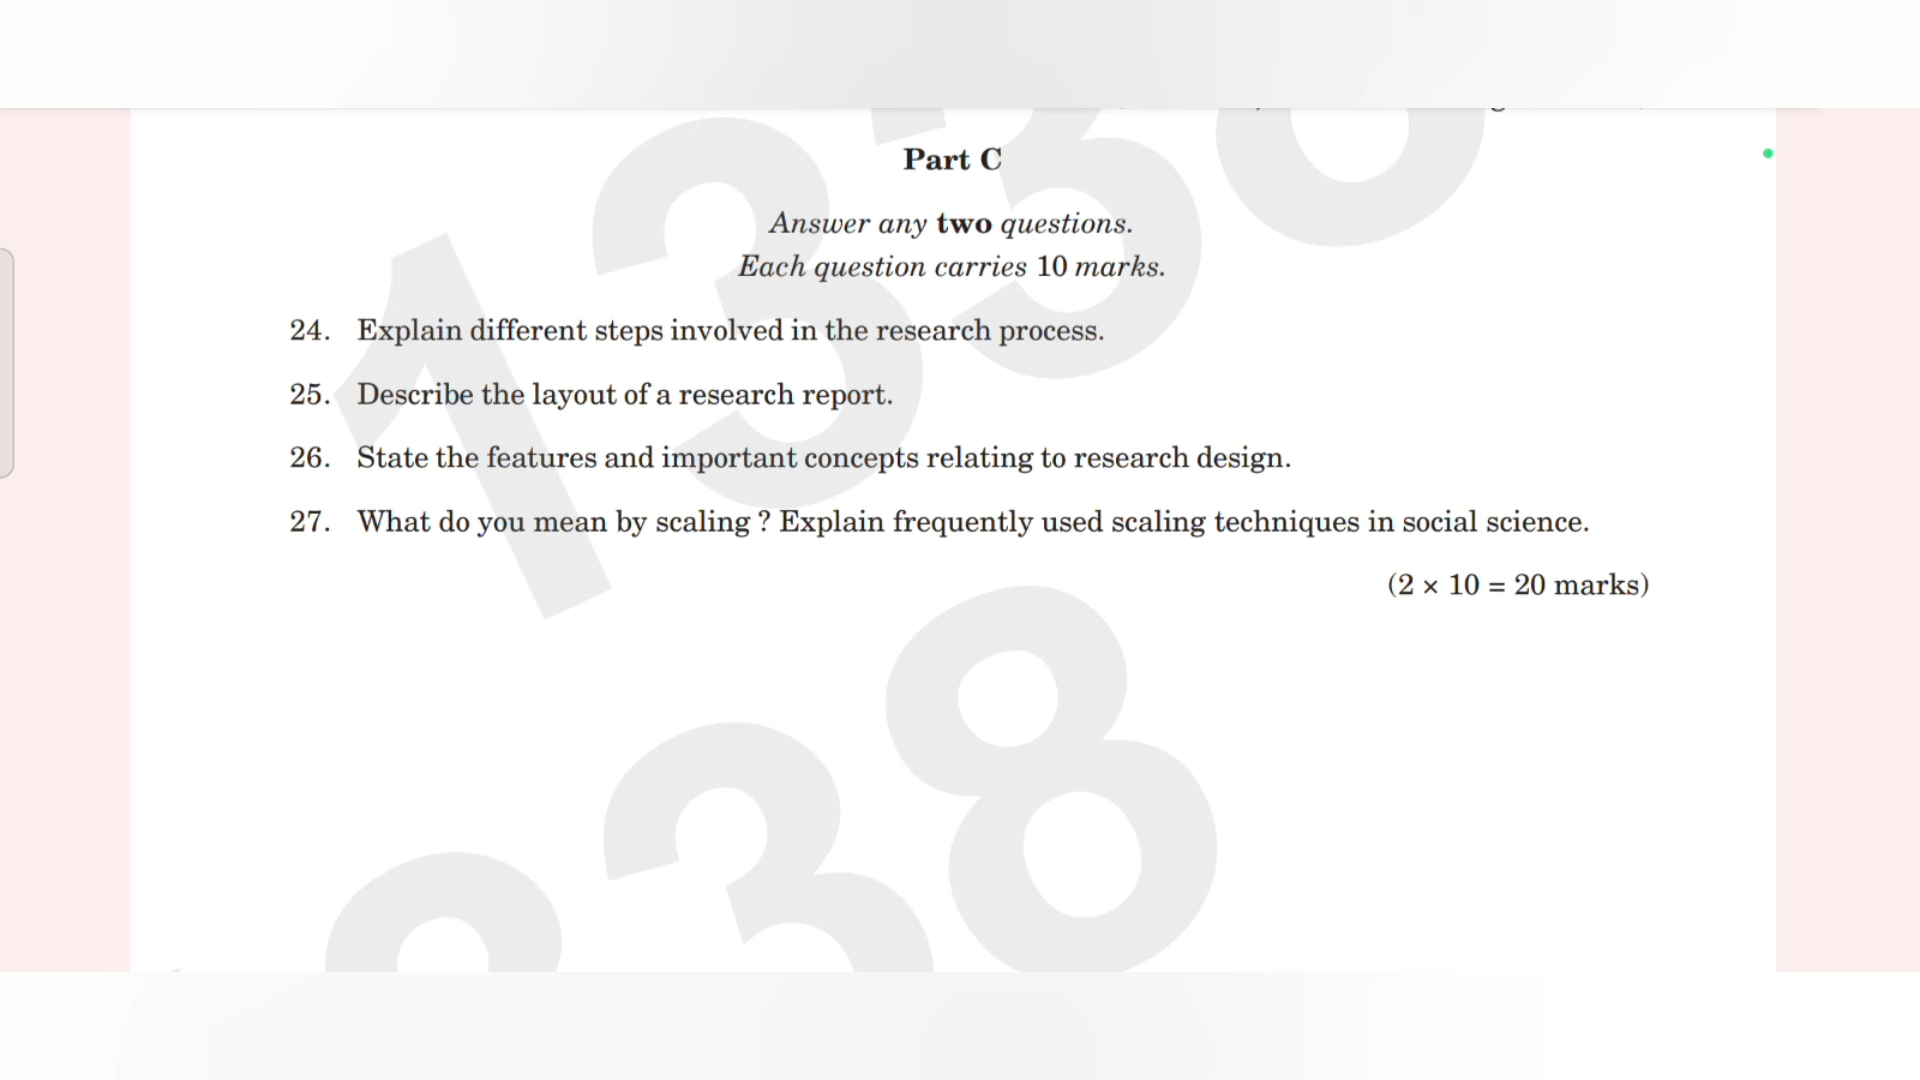 Part C
Answer any two questions.
Each question carries 10 marks.
24. Explain different steps involved in the research process.
25. Describe the layout of a research report.
26. State the features and important concepts relating to research design.
27. What do you mean by scaling ? Explain frequently used scaling techniques in social science.
(2 × 10 = 20 marks)